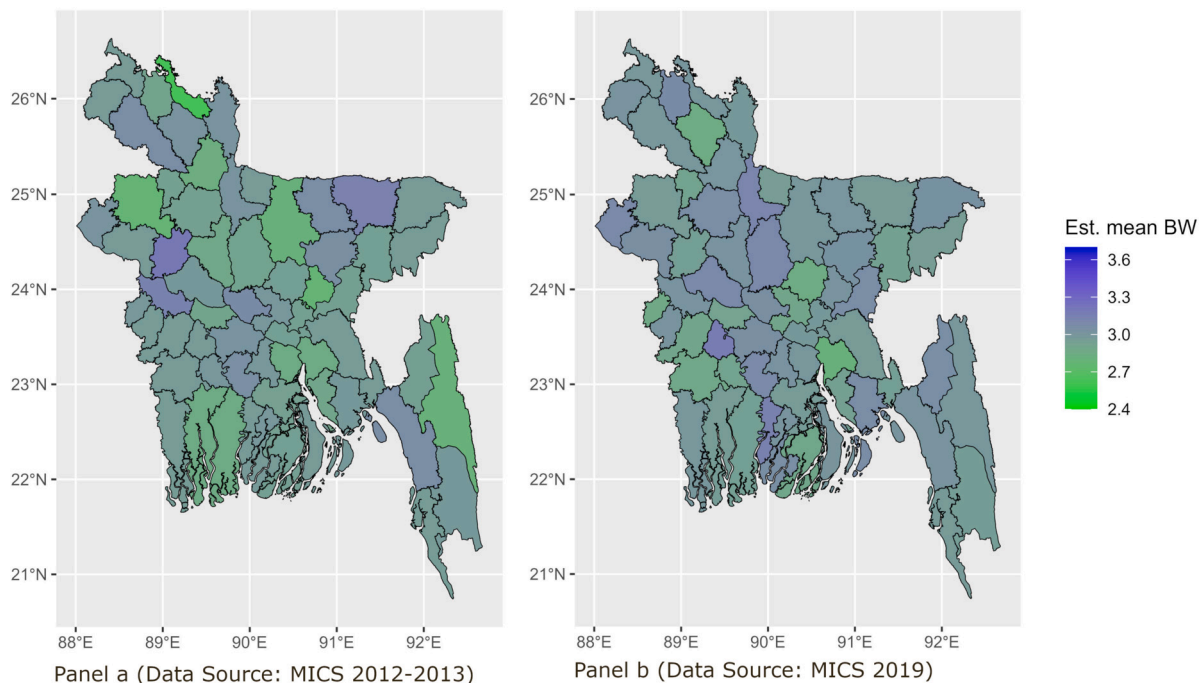 26°N
25°N
24°N
23°N
22°N
21°N
88°E 89°E 90°E 91°E 92°E
Panel a (Data Source: MICS 2012-2013)
26°N
25°N
24°N
23°N
22°N
21°N
88°E 89°E 90°E 91°E 92°E
Panel b (Data Source: MICS 2019)
Est. mean BW
3.6
3.3
3.0
2.7
2.4